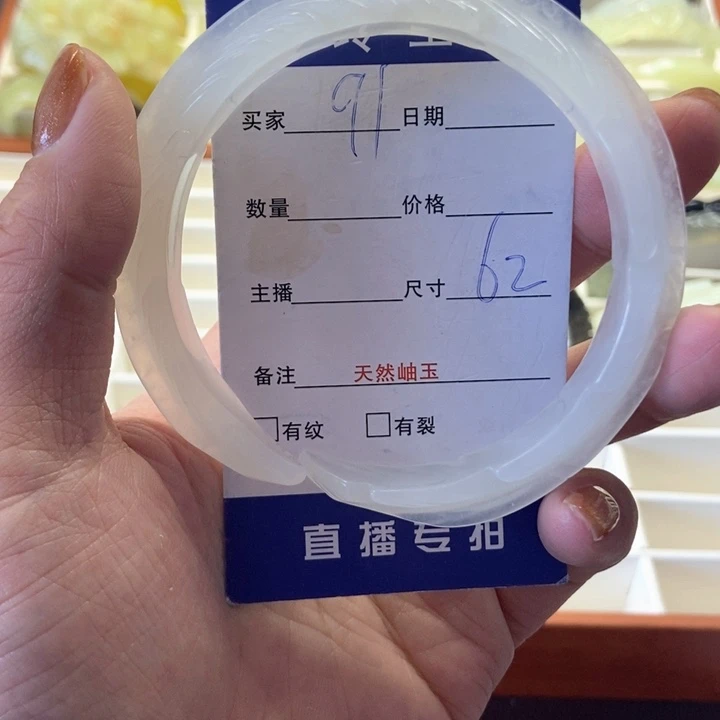 买家 91 日期
数量 价格
主播 尺寸 62
备注 天然岫玉
有纹 有裂
直播专拍